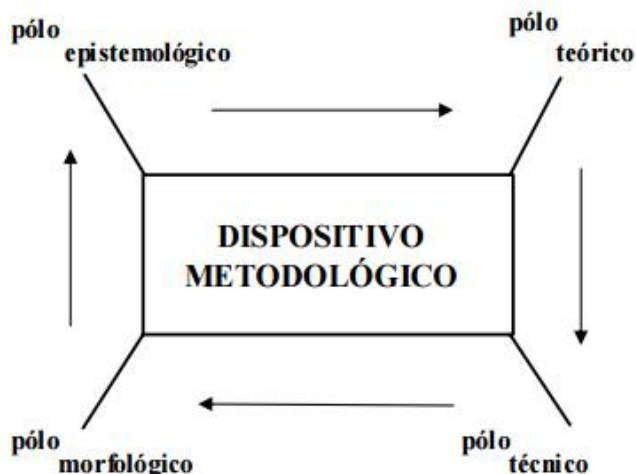 pólo
epistemológico
pólo
teórico
DISPOSITIVO
METODOLÓGICO
pólo
morfológico
pólo
técnico